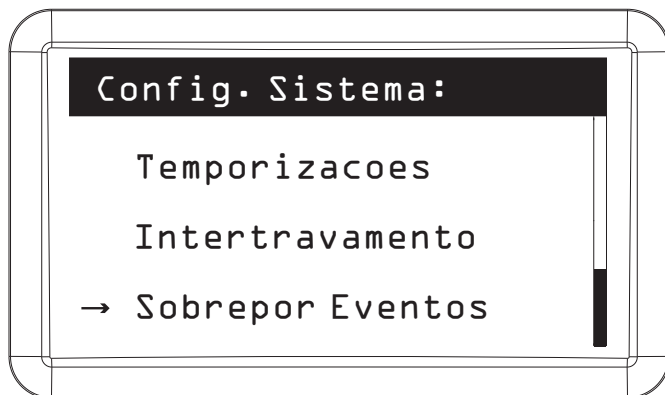 Config. Sistema:
Temporizacoes
Intertravamento
→ Sobrepor Eventos